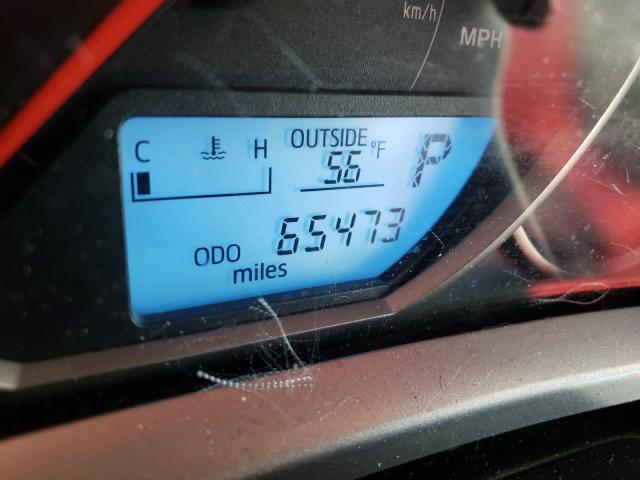 km/h
MPH
C H OUTSIDE °F P
56
ODO 65473
miles